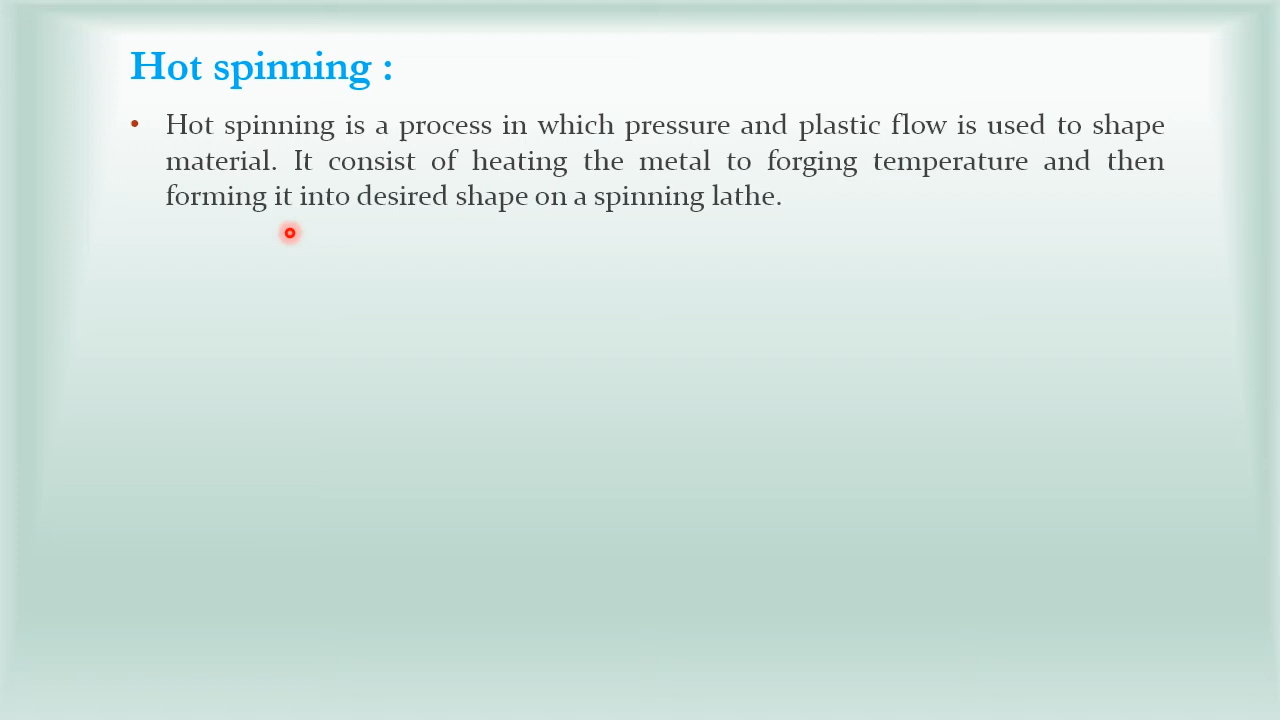 Hot spinning :
• Hot spinning is a process in which pressure and plastic flow is used to shape
material. It consist of heating the metal to forging temperature and then
forming it into desired shape on a spinning lathe.